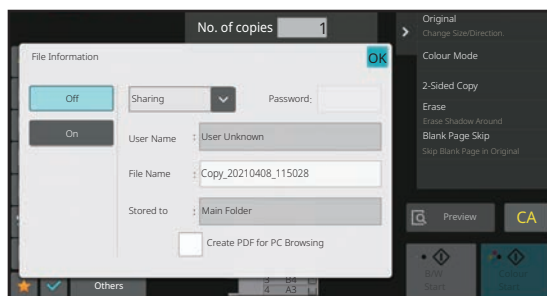 No. of copies 1
File Information
OK
Off
On
Sharing
Password:
User Name : User Unknown
File Name : Copy_20210408_115028
Stored to : Main Folder
Create PDF for PC Browsing
Others
3 B4
4 A3
Original
Change Size/Direction
Colour Mode
2-Sided Copy
Erase
Erase Shadow Around
Blank Page Skip
Skip Blank Page in Original
Preview
CA
B/W
Start
Colour
Start